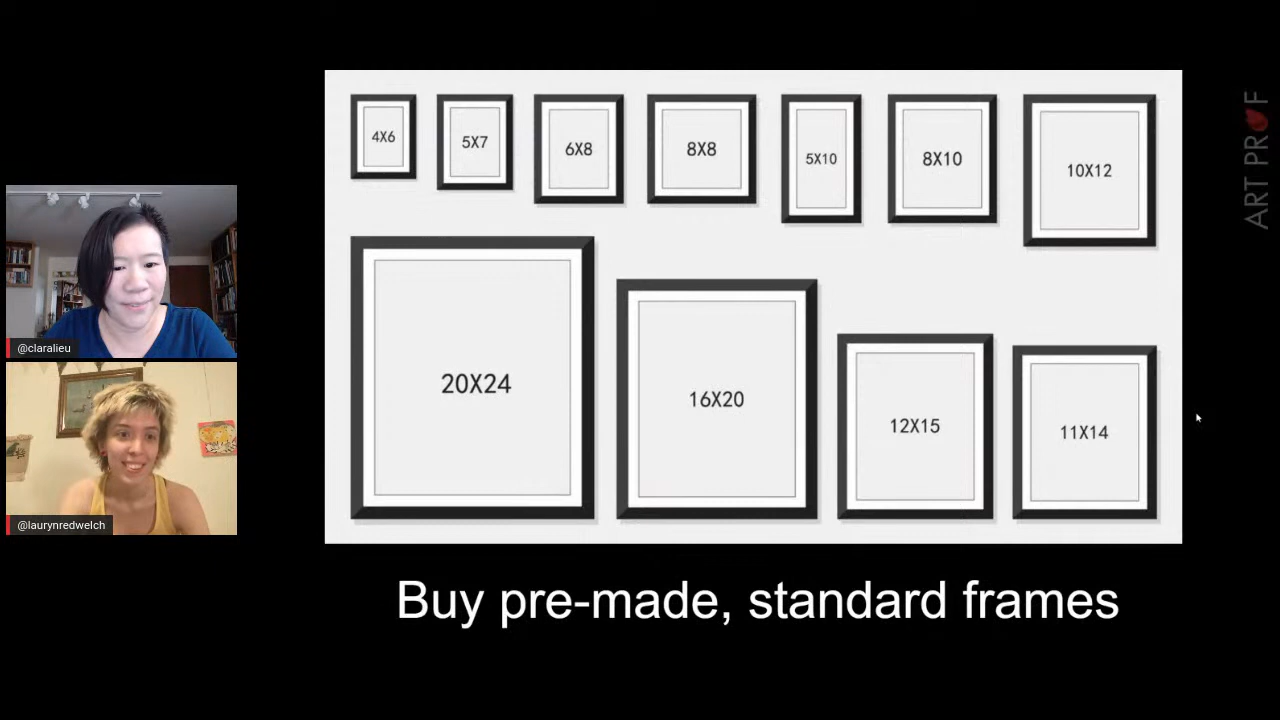 4X6
5X7
6X8
8X8
5X10
8X10
10X12
20X24
16X20
12X15
11X14
Buy pre-made, standard frames
@claralieu
@laurynredwelch
ART PROOF